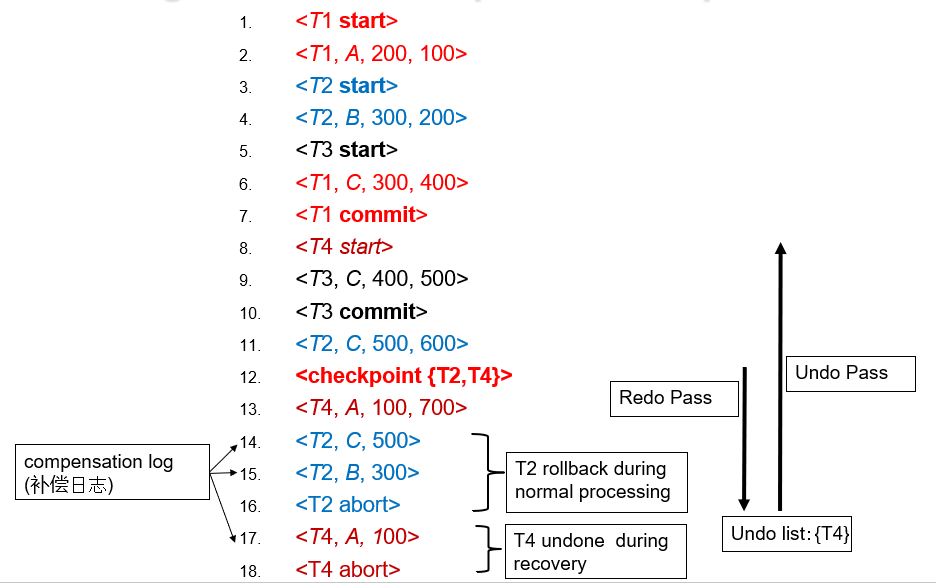 1. <T1 start>
2. <T1, A, 200, 100>
3. <T2 start>
4. <T2, B, 300, 200>
5. <T3 start>
6. <T1, C, 300, 400>
7. <T1 commit>
8. <T4 start>
9. <T3, C, 400, 500>
10. <T3 commit>
11. <T2, C, 500, 600>
12. <checkpoint {T2,T4}>
13. <T4, A, 100, 700>
14. <T2, C, 500>
15. <T2, B, 300>
16. <T2 abort>
17. <T4, A, 100>
18. <T4 abort>
compensation log
(补偿日志)
T2 rollback during
normal processing
T4 undone during
recovery
Redo Pass
Undo Pass
Undo list: {T4}